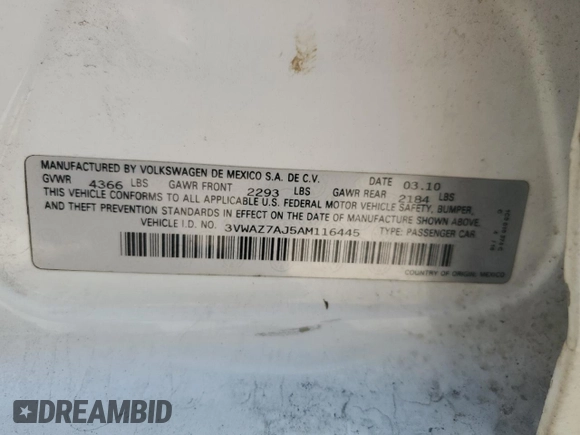 MANUFACTURED BY VOLKSWAGEN DE MEXICO S.A. DE C.V. DATE 03.10
GVWR 4366 LBS GAWR FRONT 2293 LBS GAWR REAR 2184 LBS
THIS VEHICLE CONFORMS TO ALL APPLICABLE U.S. FEDERAL MOTOR VEHICLE SAFETY, BUMPER,
AND THEFT PREVENTION STANDARDS IN EFFECT ON THE DATE OF MANUFACTURE SHOWN ABOVE.
VEHICLE I.D. NO. 3VWAZ7AJ5AM116445 TYPE: PASSENGER CAR
COUNTRY OF ORIGIN: MEXICO
DREAMBID